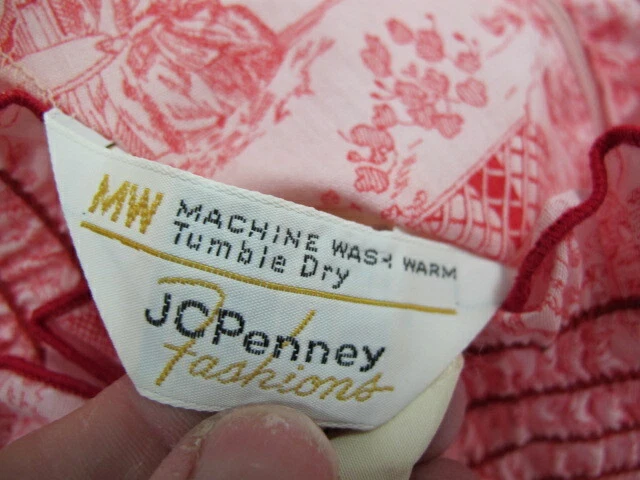 MW MACHINE WASH WARM
Tumble Dry
JCPenney
Fashions